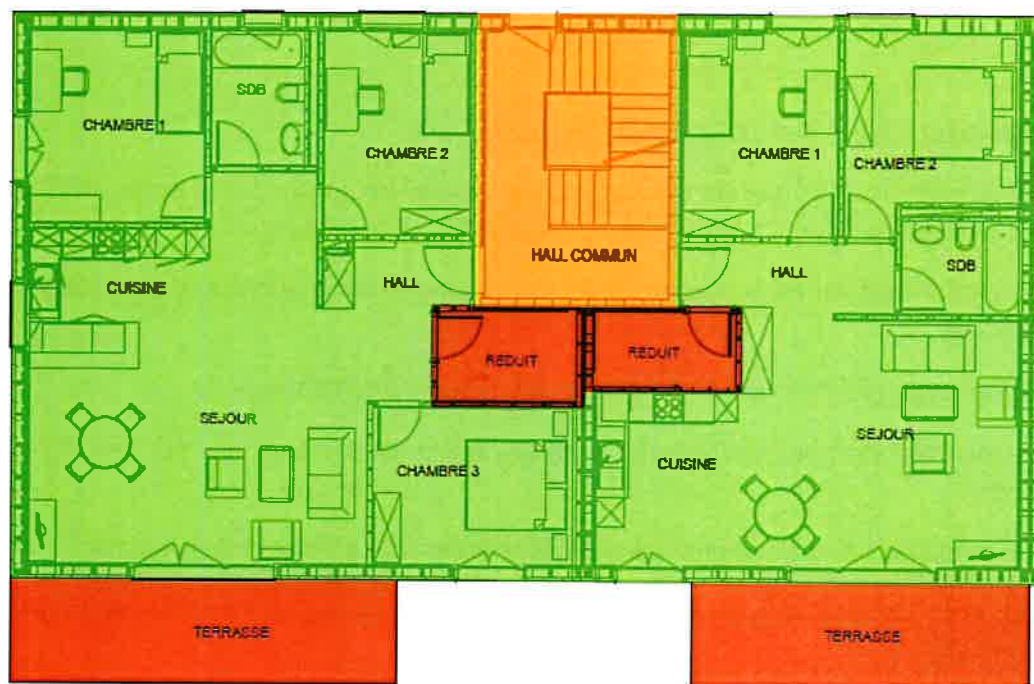 CHAMBRE 1
SDB
CHAMBRE 2
CHAMBRE 1
CHAMBRE 2
HALL COMMUN
SDB
CUISINE
HALL
HALL
REDUIT
REDUIT
SEJOUR
SEJOUR
CHAMBRE 3
CUISINE
TERRASSE
TERRASSE